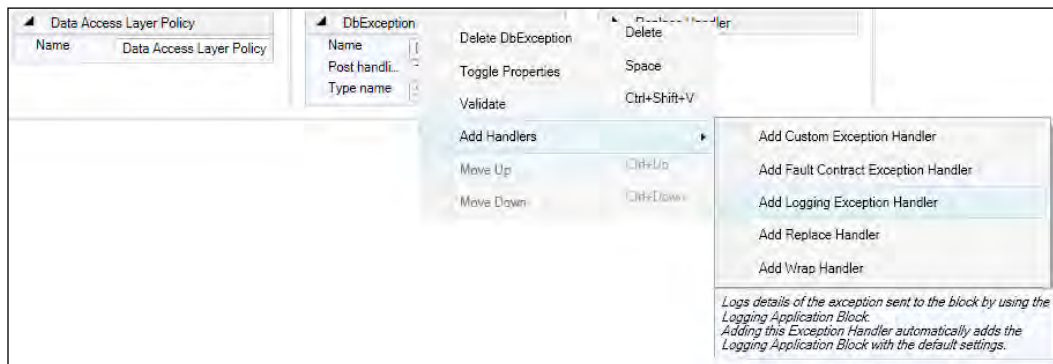 Data Access Layer Policy
Name
Data Access Layer Policy
DbException
Name
Post handli...
Type name
Handler
Delete DbException
Delete
Toggle Properties
Space
Validate
Ctrl+Shift+V
Add Handlers
Move Up
Ctrl+Up
Move Down
Ctrl+Down
Add Custom Exception Handler
Add Fault Contract Exception Handler
Add Logging Exception Handler
Add Replace Handler
Add Wrap Handler
Logs details of the exception sent to the block by using the
Logging Application Block.
Adding this Exception Handler automatically adds the
Logging Application Block with the default settings.